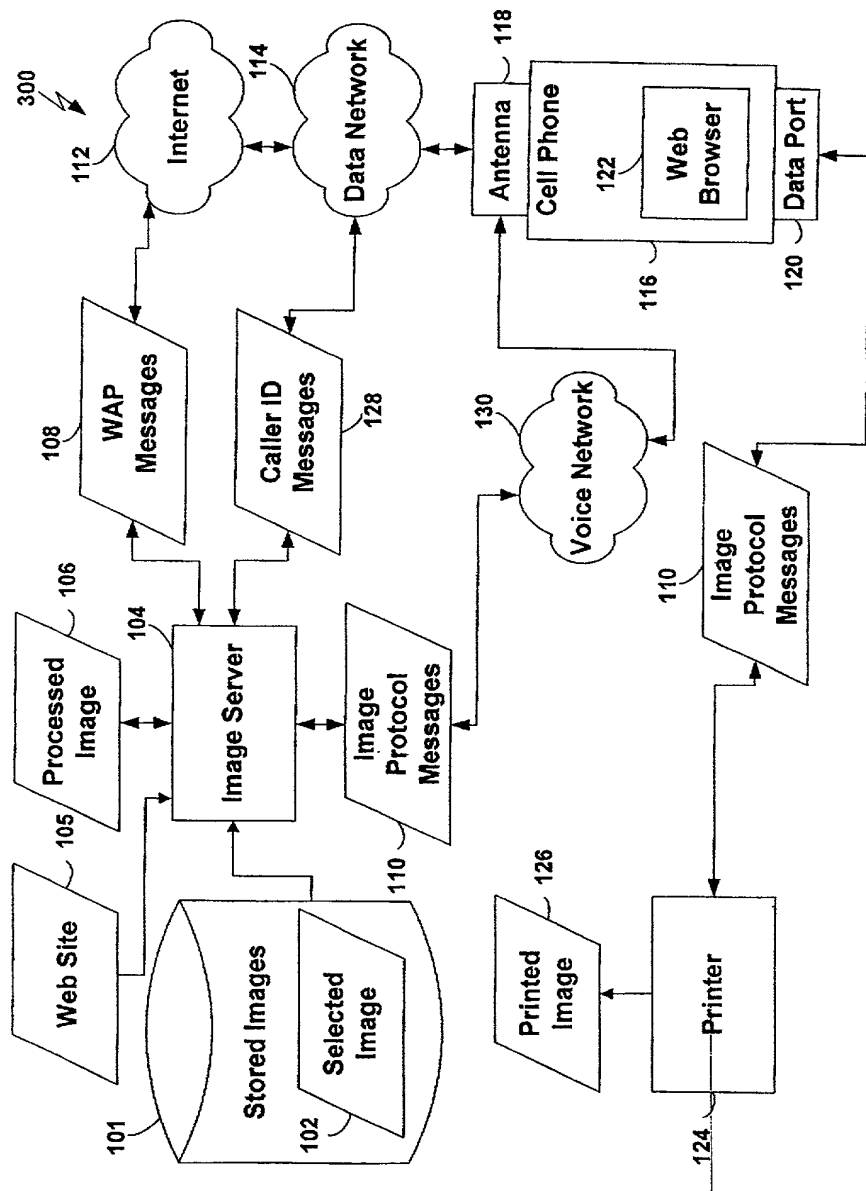 300
Web Site
105
Processed
Image
106
WAP
Messages
108
Internet
112
Stored Images
101
Selected
Image
102
Image Server
104
Caller ID
Messages
128
Data Network
114
Image
Protocol
Messages
110
Voice Network
130
Antenna
118
Cell Phone
116
Web
Browser
122
Data Port
120
Printed
Image
126
Printer
124
Image
Protocol
Messages
110